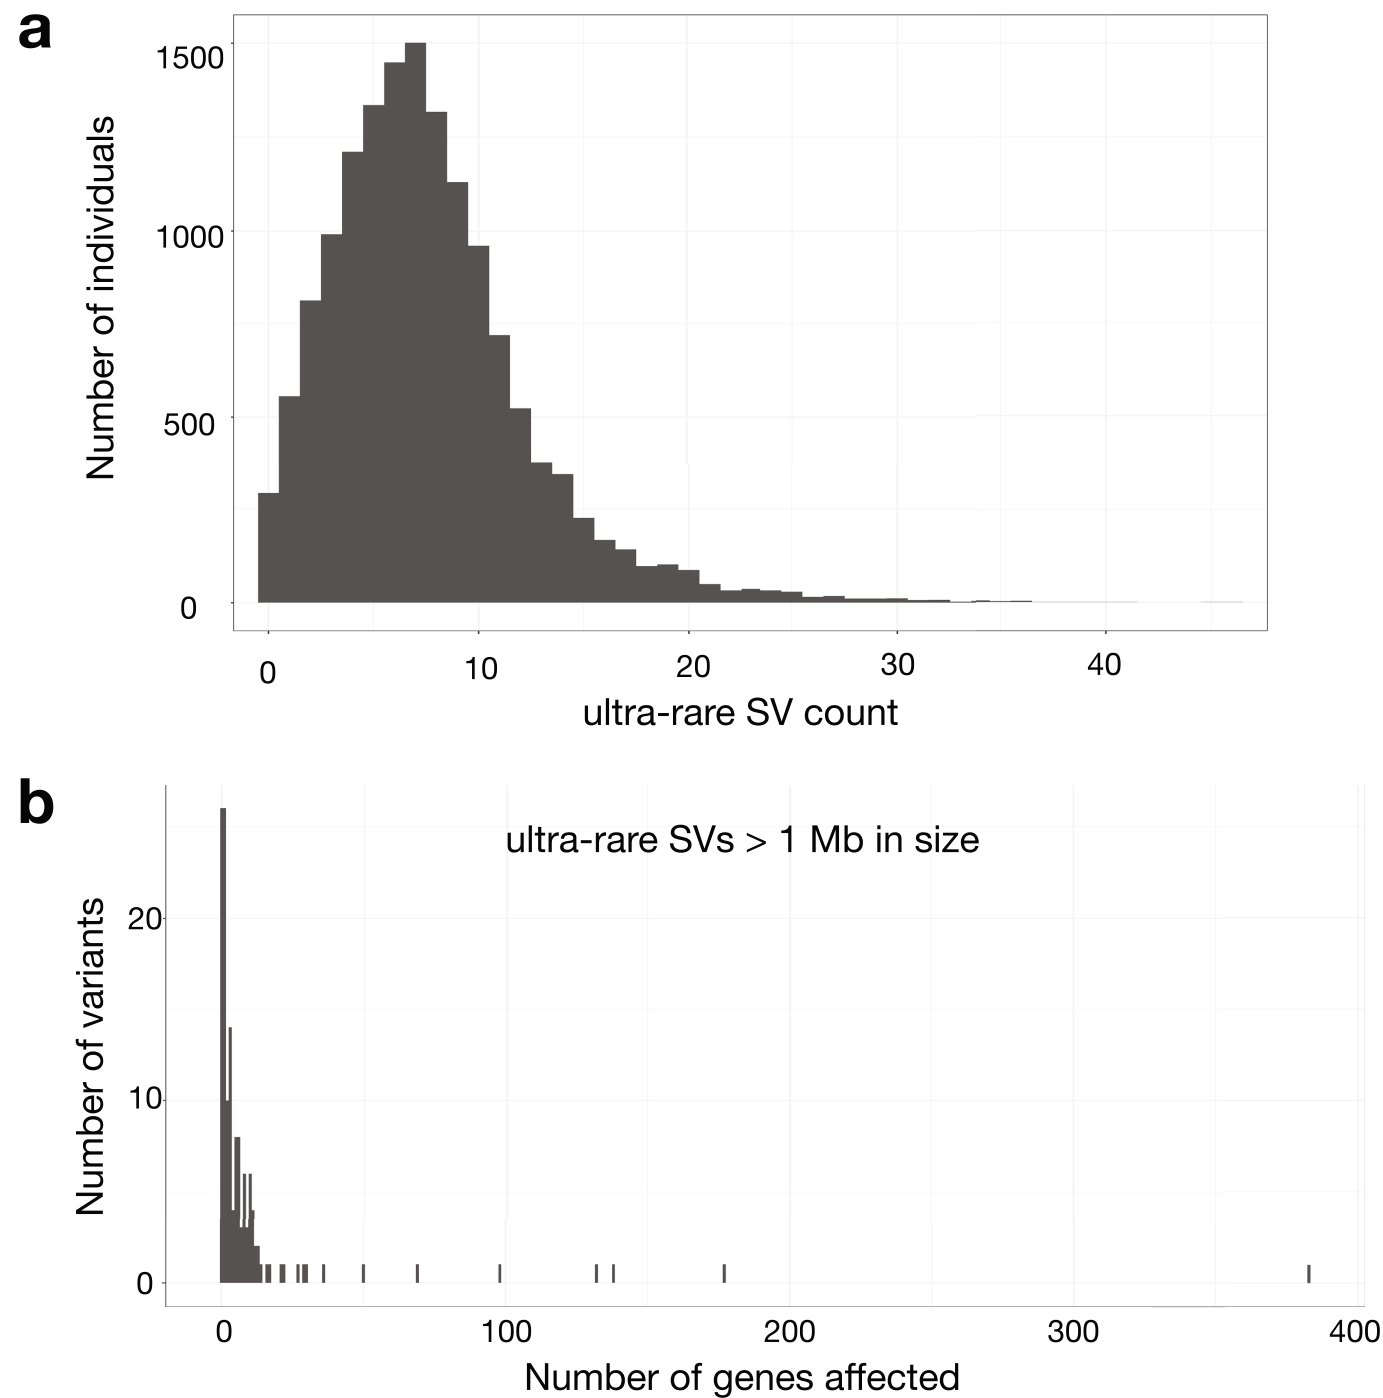 a
1500
1000
500
0
Number of individuals
0 10 20 30 40
ultra-rare SV count
b
ultra-rare SVs > 1 Mb in size
20
10
0
Number of variants
0 100 200 300 400
Number of genes affected